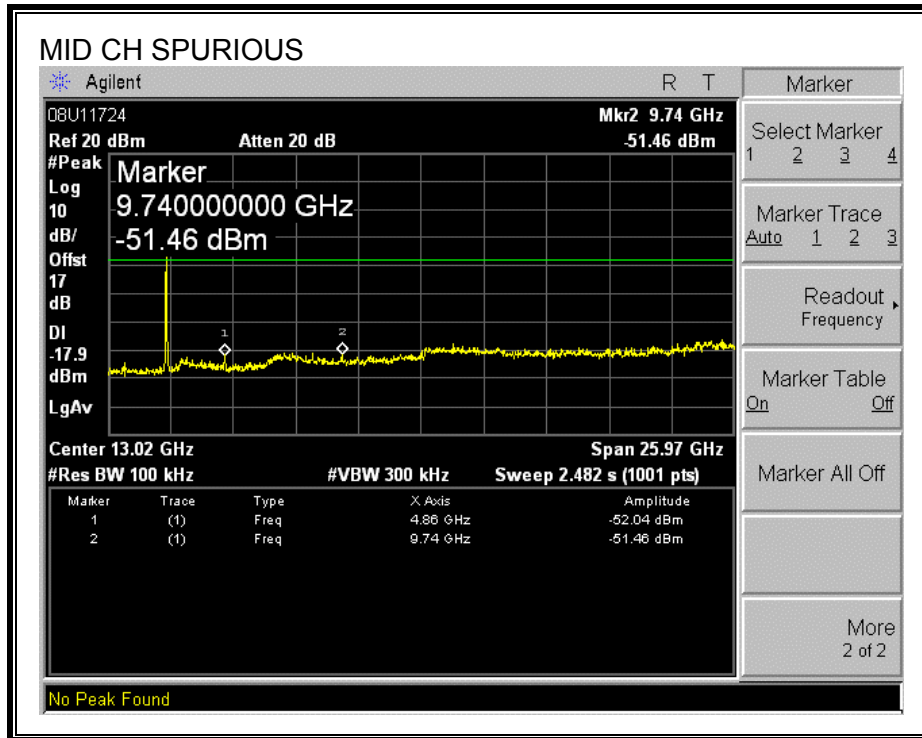 MID CH SPURIOUS
Agilent R T
08U11724 Mkr2 9.74 GHz
Ref 20 dBm Atten 20 dB -51.46 dBm
#Peak
Log
10
dB/
Offst
17
dB
DI
-17.9
dBm
LgAv
Marker
9.740000000 GHz
-51.46 dBm
1 2
Center 13.02 GHz Span 25.97 GHz
#Res BW 100 kHz #VBW 300 kHz Sweep 2.482 s (1001 pts)
Marker Trace Type X Axis Amplitude
1 (1) Freq 4.86 GHz -52.04 dBm
2 (1) Freq 9.74 GHz -51.46 dBm
No Peak Found
Marker
Select Marker
1 2 3 4
Marker Trace
Auto 1 2 3
Readout
Frequency
Marker Table
On Off
Marker All Off
More
2 of 2